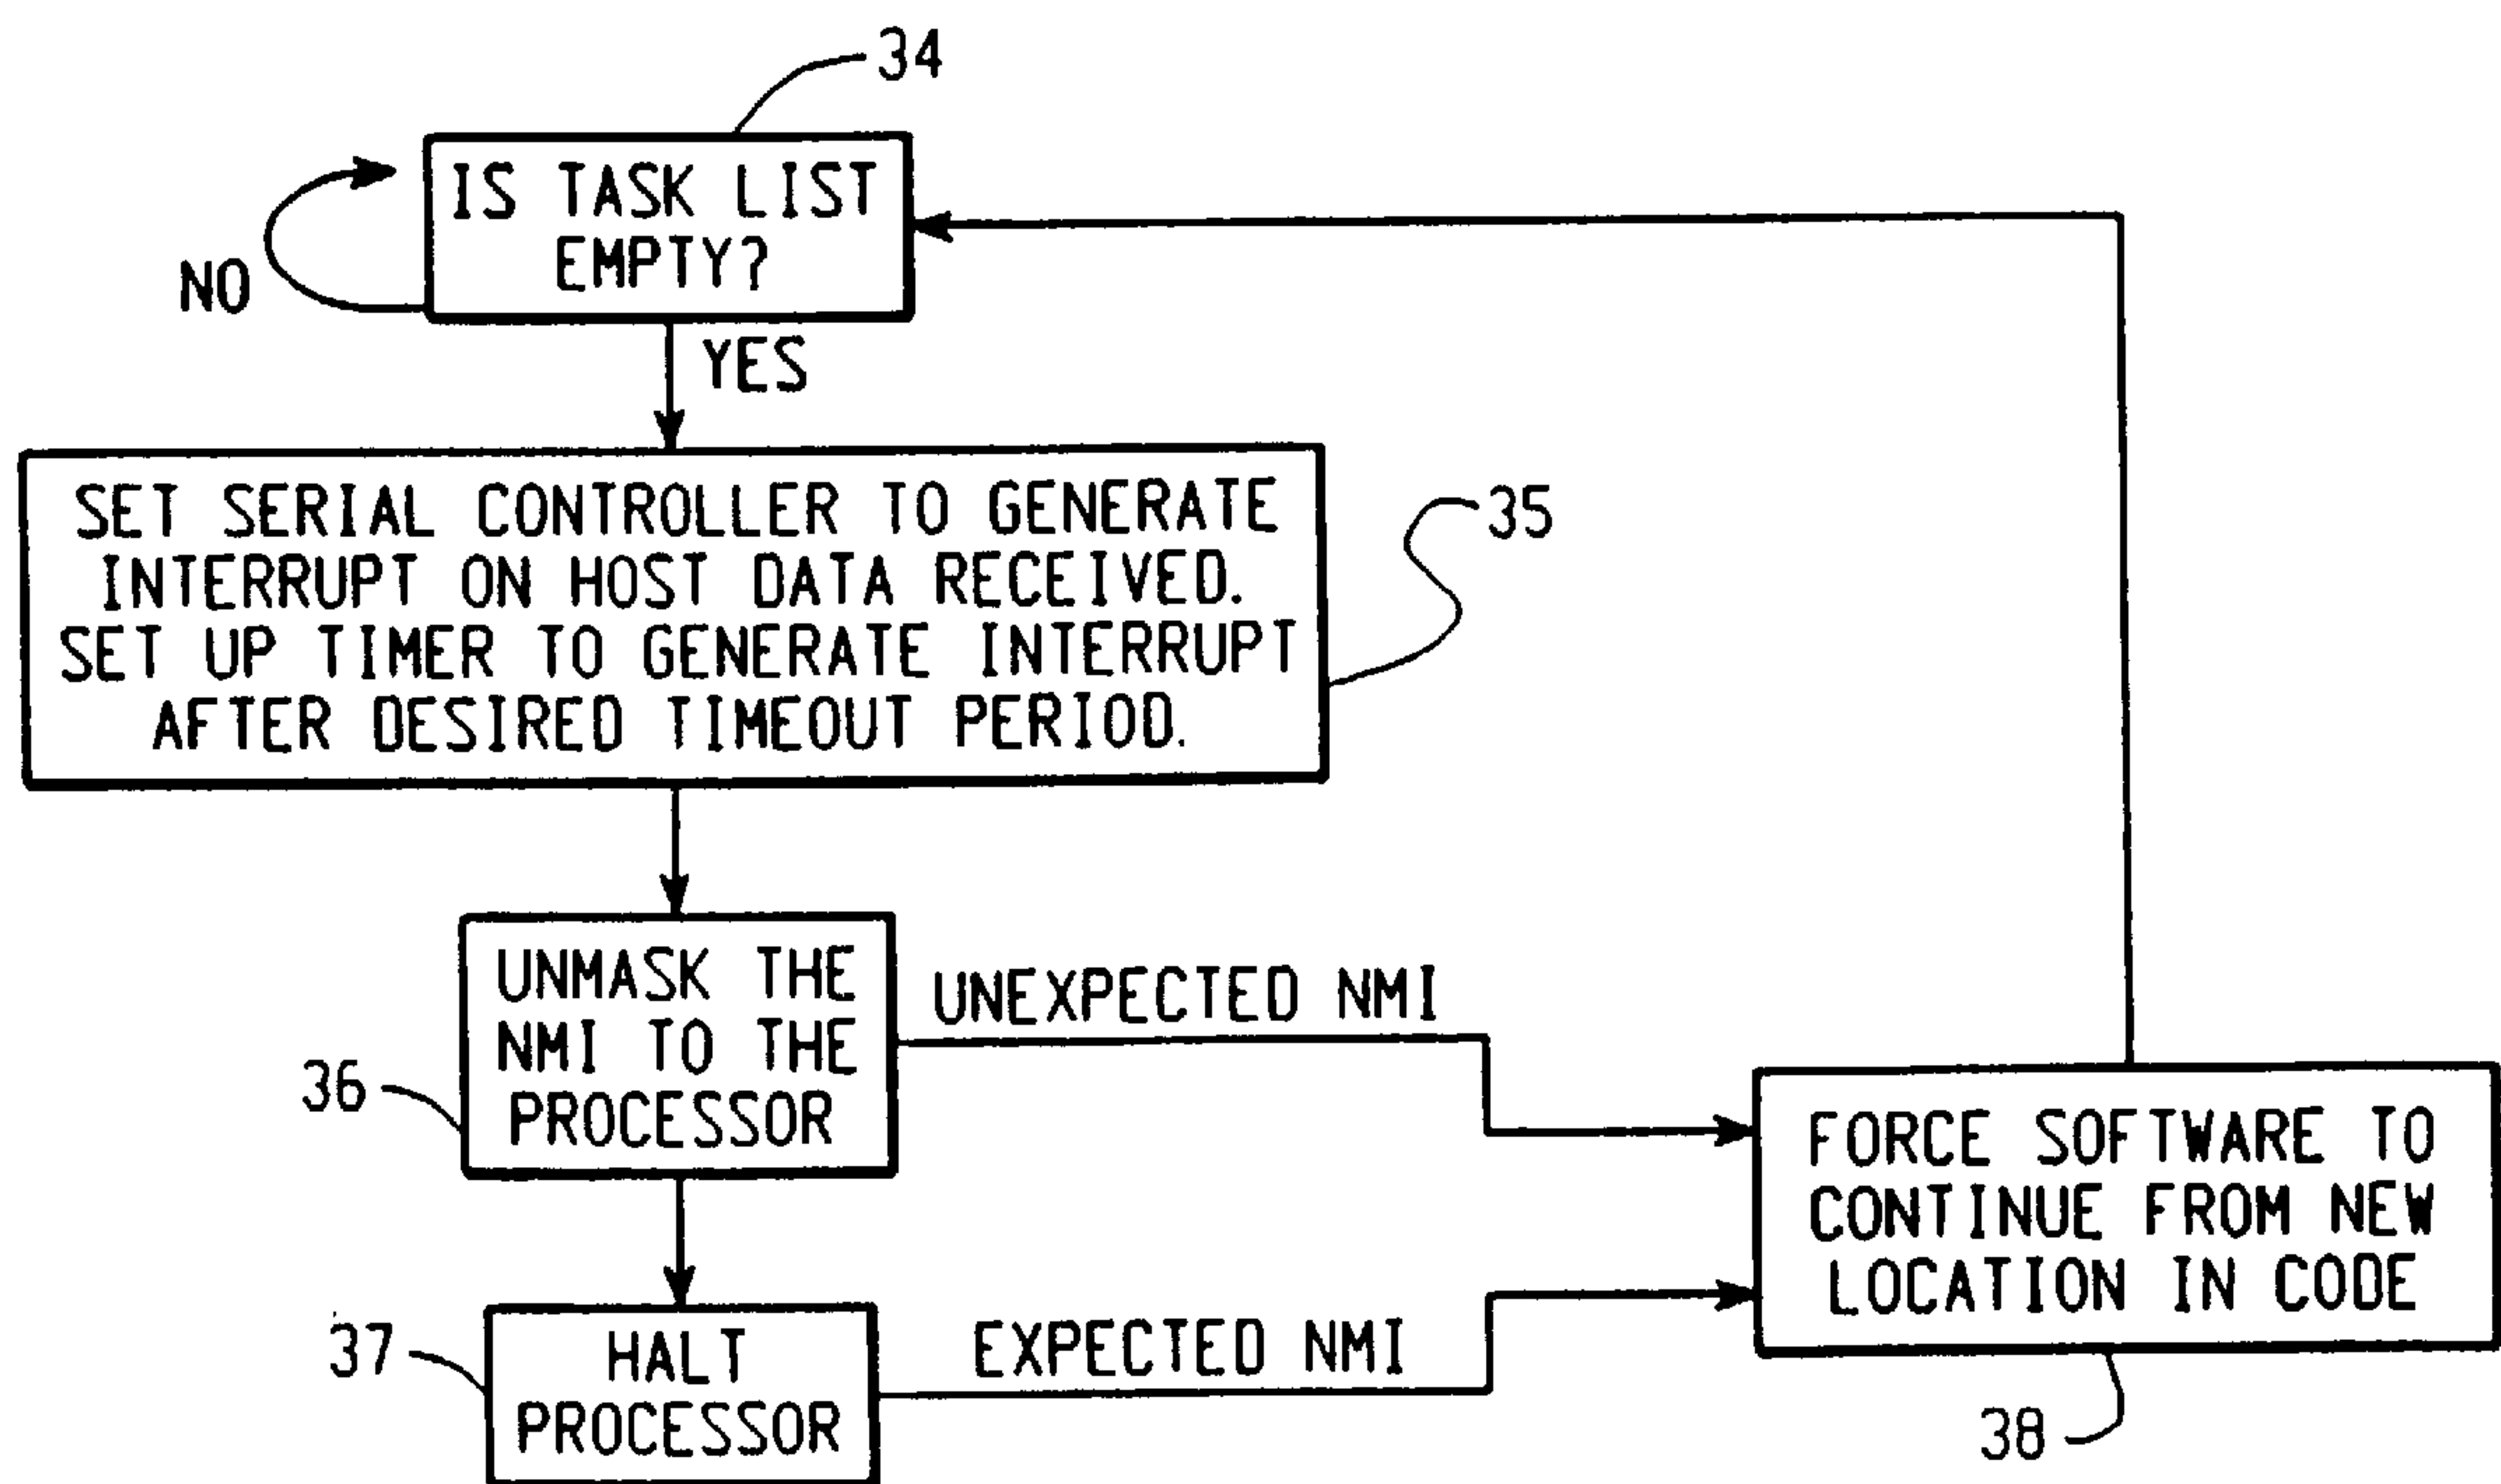 34
IS TASK LIST
EMPTY?
NO
YES
SET SERIAL CONTROLLER TO GENERATE
INTERRUPT ON HOST DATA RECEIVED.
SET UP TIMER TO GENERATE INTERRUPT
AFTER DESIRED TIMEOUT PERIOD.
35
UNMASK THE
NMI TO THE
PROCESSOR
36
UNEXPECTED NMI
FORCE SOFTWARE TO
CONTINUE FROM NEW
LOCATION IN CODE
37
HALT
PROCESSOR
EXPECTED NMI
38